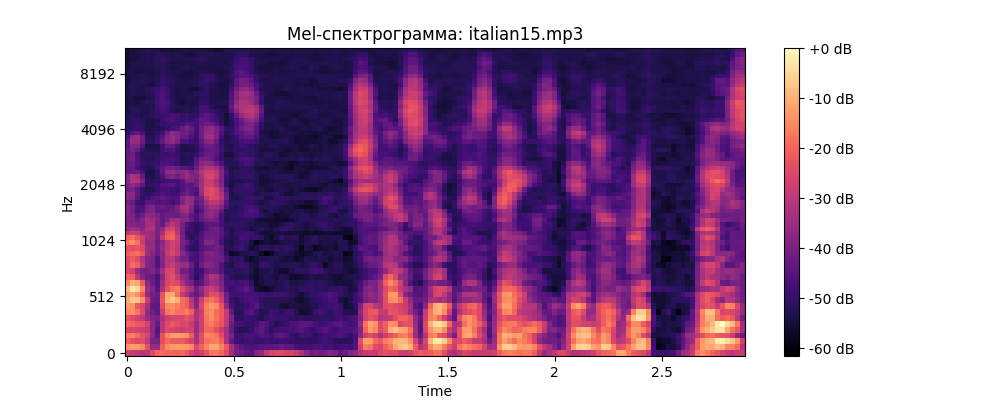 Mel-спектрограмма: italian15.mp3
8192
4096
2048
1024
512
0
Hz
0
0.5
1
1.5
2
2.5
Time
+0 dB
-10 dB
-20 dB
-30 dB
-40 dB
-50 dB
-60 dB